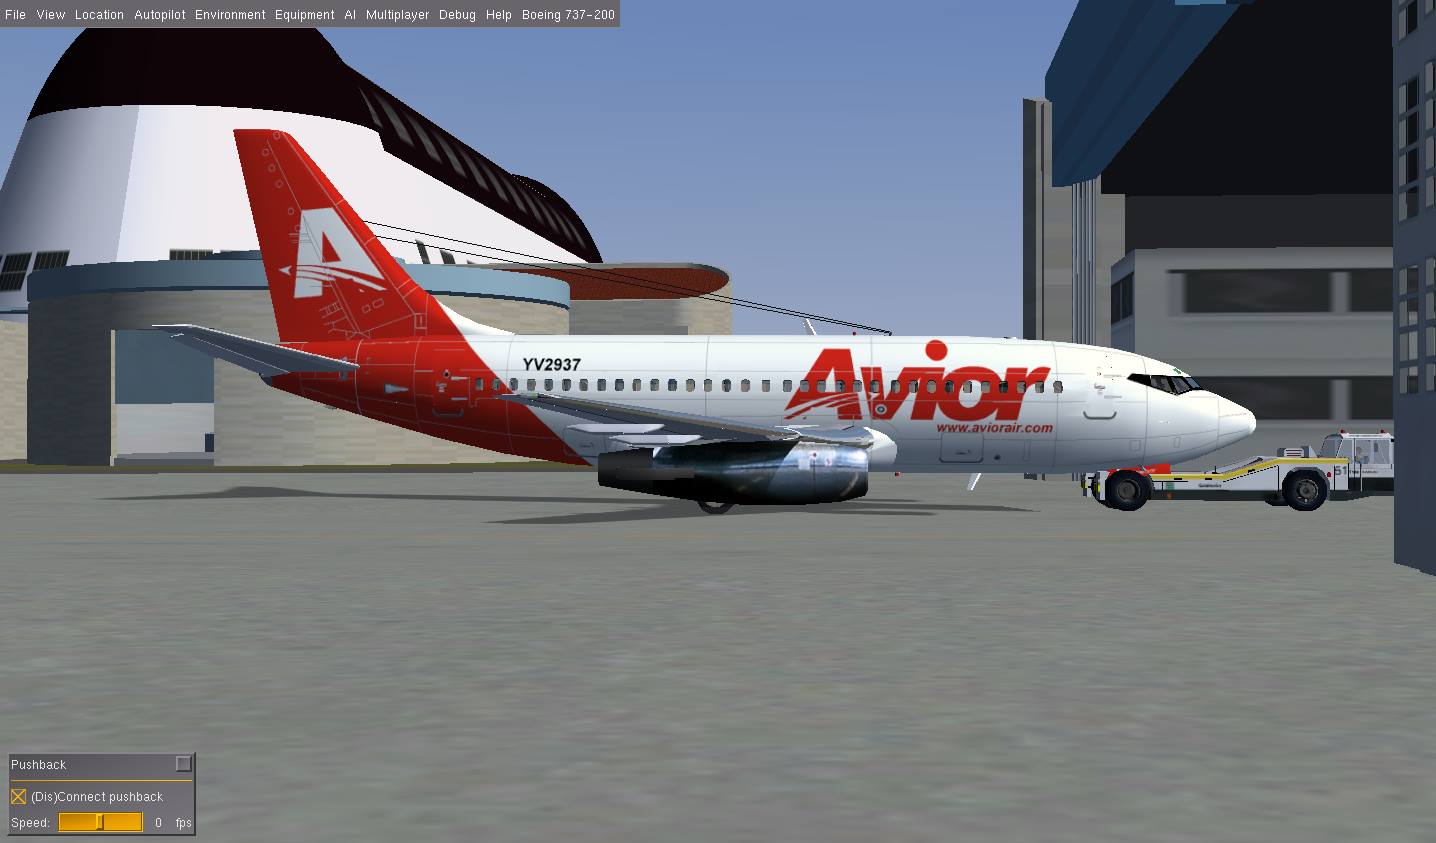 File View Location Autopilot Environment Equipment AI Multiplayer Debug Help Boeing 737-200
A
YV2937
Avior
www.aviorair.com
51
Pushback
(Dis)Connect pushback
Speed: 0 fps